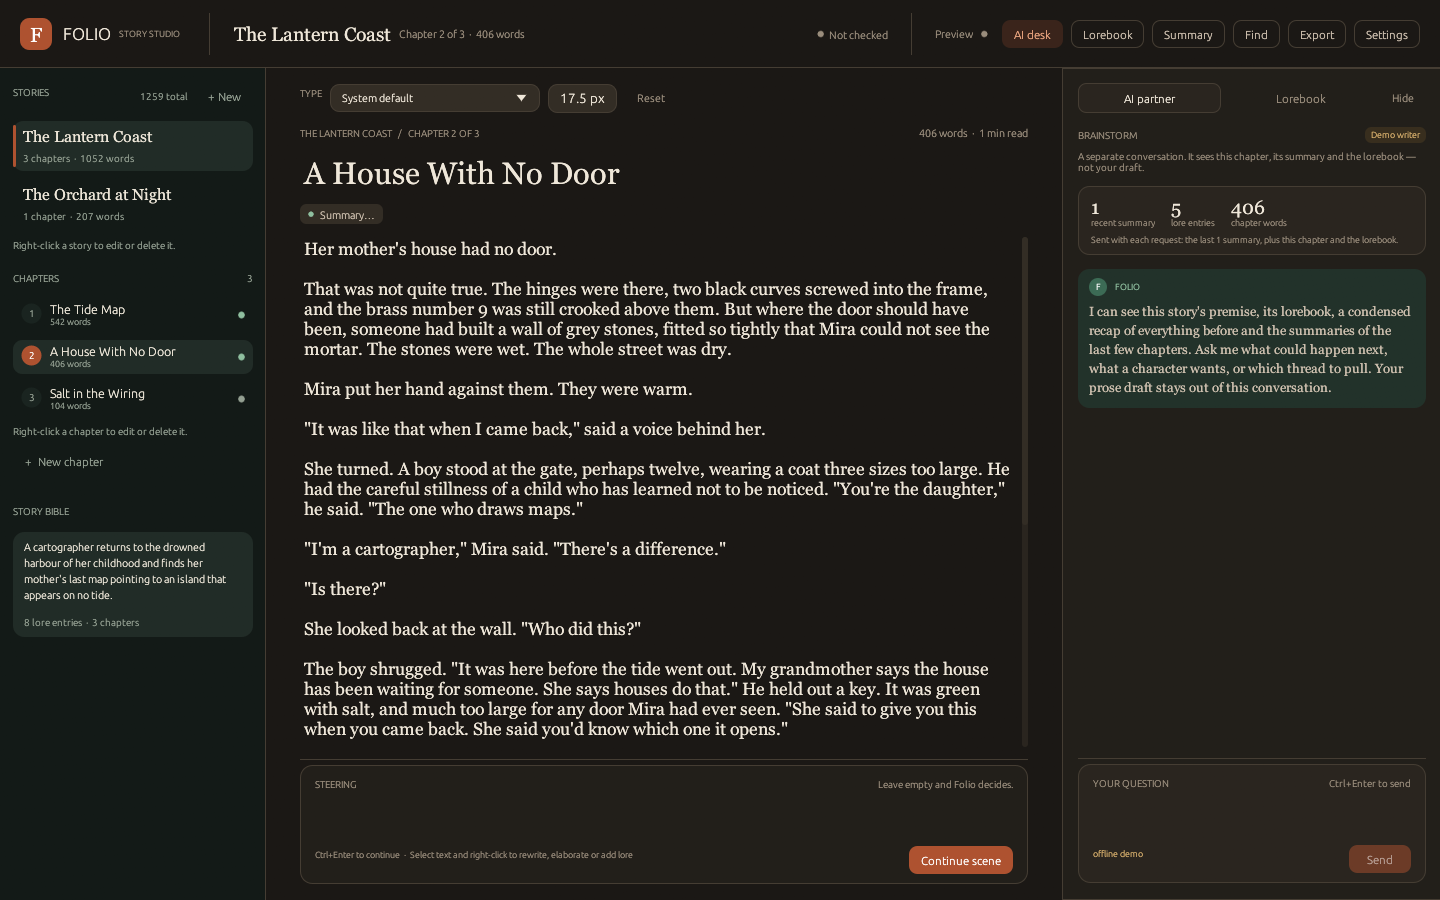 F FOLIO STORY STUDIO
The Lantern Coast Chapter 2 of 3 · 406 words
Not checked
Preview
AI desk
Lorebook
Summary
Find
Export
Settings
STORIES
1259 total
+ New
The Lantern Coast
3 chapters · 1052 words
The Orchard at Night
1 chapter · 207 words
Right-click a story to edit or delete it.
CHAPTERS 3
1 The Tide Map
542 words
2 A House With No Door
406 words
3 Salt in the Wiring
104 words
Right-click a chapter to edit or delete it.
+ New chapter
STORY BIBLE
A cartographer returns to the drowned
harbour of her childhood and finds her
mother's last map pointing to an island that
appears on no tide.
8 lore entries · 3 chapters
TYPE
System default
17.5 px
Reset
THE LANTERN COAST / CHAPTER 2 OF 3
406 words · 1 min read
A House With No Door
Summary...
Her mother's house had no door.
That was not quite true. The hinges were there, two black curves screwed into the frame,
and the brass number 9 was still crooked above them. But where the door should have
been, someone had built a wall of grey stones, fitted so tightly that Mira could not see the
mortar. The stones were wet. The whole street was dry.
Mira put her hand against them. They were warm.
"It was like that when I came back," said a voice behind her.
She turned. A boy stood at the gate, perhaps twelve, wearing a coat three sizes too large. He
had the careful stillness of a child who has learned not to be noticed. "You're the daughter,"
he said. "The one who draws maps."
"I'm a cartographer," Mira said. "There's a difference."
"Is there?"
She looked back at the wall. "Who did this?"
The boy shrugged. "It was here before the tide went out. My grandmother says the house
has been waiting for someone. She says houses do that." He held out a key. It was green
with salt, and much too large for any door Mira had ever seen. "She said to give you this
when you came back. She said you'd know which one it opens."
STEERING
Leave empty and Folio decides.
Ctrl+Enter to continue · Select text and right-click to rewrite, elaborate or add lore
Continue scene
AI partner
Lorebook
Hide
BRAINSTORM
Demo writer
A separate conversation. It sees this chapter, its summary and the lorebook —
not your draft.
1 5 406
recent summary lore entries chapter words
Sent with each request: the last 1 summary, plus this chapter and the lorebook.
F FOLIO
I can see this story's premise, its lorebook, a condensed
recap of everything before and the summaries of the
last few chapters. Ask me what could happen next,
what a character wants, or which thread to pull. Your
prose draft stays out of this conversation.
YOUR QUESTION
Ctrl+Enter to send
offline demo
Send